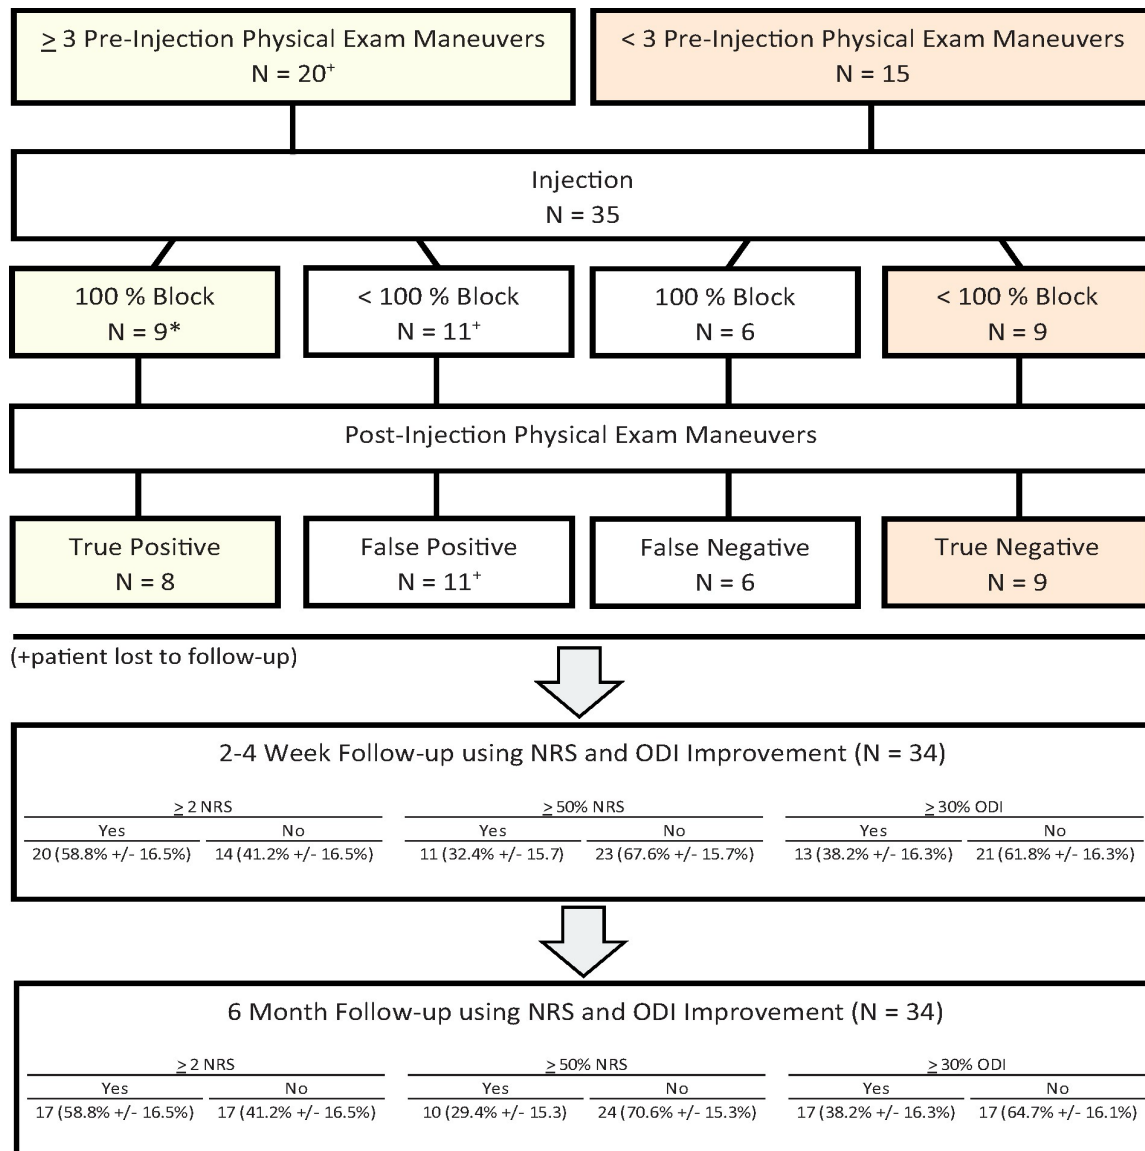 ≥ 3 Pre-Injection Physical Exam Maneuvers
N = 20⁺
< 3 Pre-Injection Physical Exam Maneuvers
N = 15
Injection
N = 35
100 % Block
N = 9*
< 100 % Block
N = 11⁺
100 % Block
N = 6
< 100 % Block
N = 9
Post-Injection Physical Exam Maneuvers
True Positive
N = 8
False Positive
N = 11⁺
False Negative
N = 6
True Negative
N = 9
(+patient lost to follow-up)
2-4 Week Follow-up using NRS and ODI Improvement (N = 34)
≥ 2 NRS ≥ 50% NRS ≥ 30% ODI
Yes No Yes No Yes No
20 (58.8% +/- 16.5%) 14 (41.2% +/- 16.5%) 11 (32.4% +/- 15.7) 23 (67.6% +/- 15.7%) 13 (38.2% +/- 16.3%) 21 (61.8% +/- 16.3%)
6 Month Follow-up using NRS and ODI Improvement (N = 34)
≥ 2 NRS ≥ 50% NRS ≥ 30% ODI
Yes No Yes No Yes No
17 (58.8% +/- 16.5%) 17 (41.2% +/- 16.5%) 10 (29.4% +/- 15.3) 24 (70.6% +/- 15.3%) 17 (38.2% +/- 16.3%) 17 (64.7% +/- 16.1%)